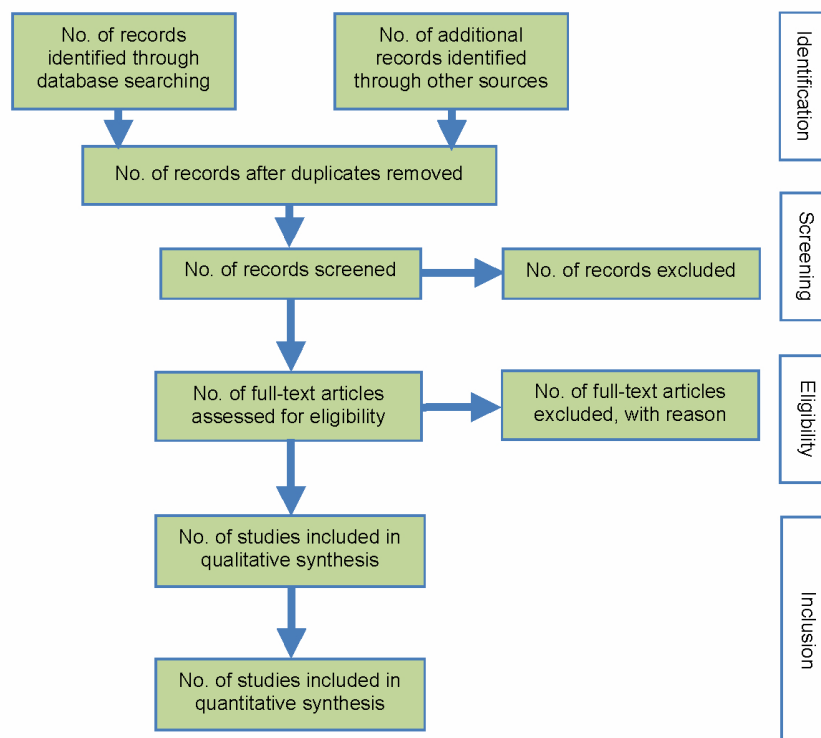 No. of records
identified through
database searching
No. of additional
records identified
through other sources
Identification
No. of records after duplicates removed
Screening
No. of records screened
No. of records excluded
Eligibility
No. of full-text articles
assessed for eligibility
No. of full-text articles
excluded, with reason
No. of studies included in
qualitative synthesis
Inclusion
No. of studies included in
quantitative synthesis